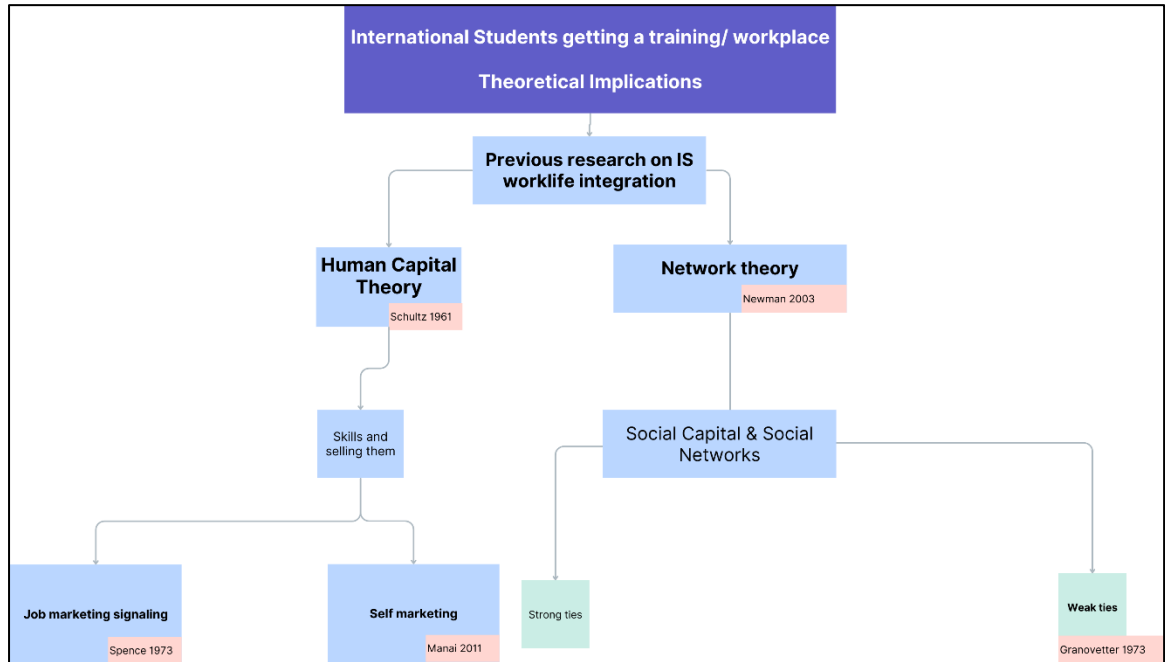 International Students getting a training/ workplace
Theoretical Implications
Previous research on IS
worklife integration
Human Capital
Theory
Schultz 1961
Network theory
Newman 2003
Skills and
selling them
Social Capital & Social
Networks
Job marketing signaling
Spence 1973
Self marketing
Manai 2011
Strong ties
Weak ties
Granovetter 1973